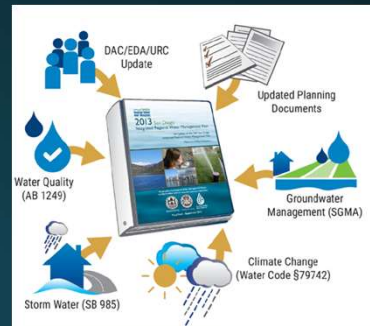 DAC/EDA/URC
Update
Updated Planning
Documents
2013 San Diego
Integrated Regional Water Management Plan
Water Quality
(AB 1249)
Groundwater
Management (SGMA)
Climate Change
(Water Code §79742)
Storm Water (SB 985)